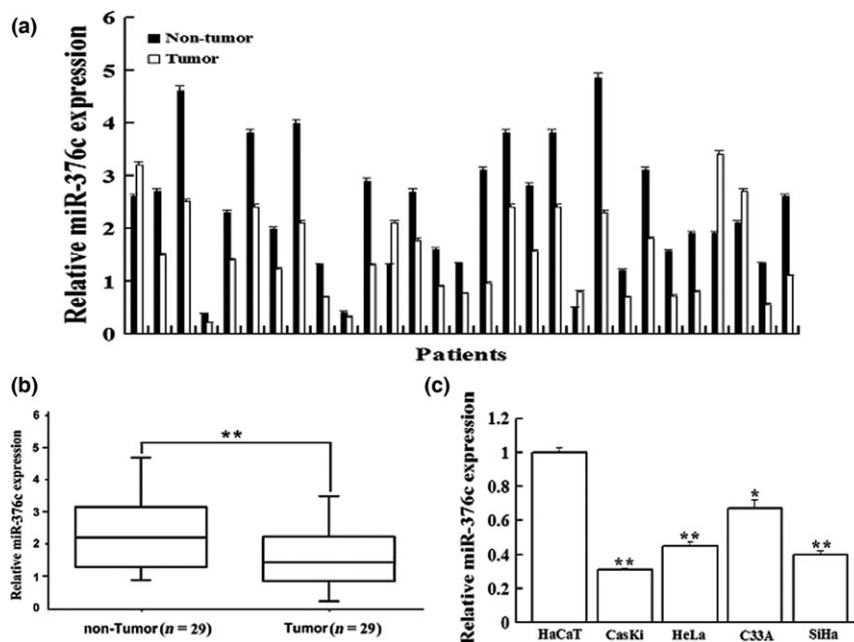 (a)
Non-tumor
Tumor
Relative miR-376c expression
6
5
4
3
2
1
0
Patients
(b)
Relative miR-376c expression
6
5
4
3
2
1
0
**
non-Tumor (n = 29)
Tumor (n = 29)
(c)
Relative miR-376c expression
1.2
1
0.8
0.6
0.4
0.2
0
**
**
*
**
HaCaT
CasKi
HeLa
C33A
SiHa